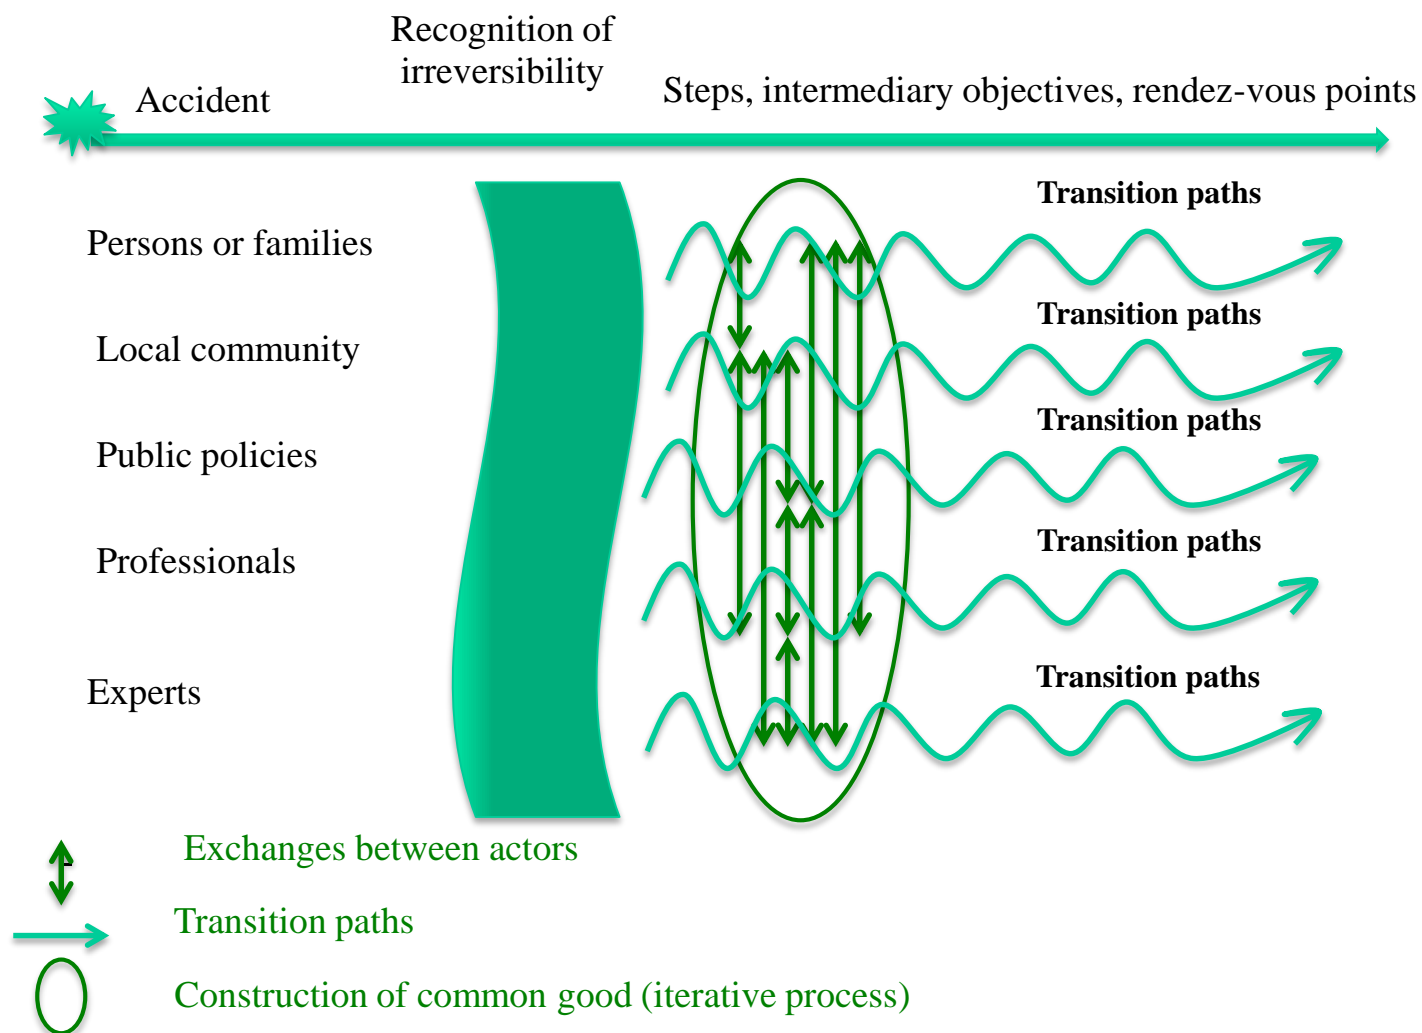 Recognition of
irreversibility
Accident
Steps, intermediary objectives, rendez-vous points
Transition paths
Persons or families
Transition paths
Local community
Transition paths
Public policies
Transition paths
Professionals
Transition paths
Experts
Exchanges between actors
Transition paths
Construction of common good (iterative process)